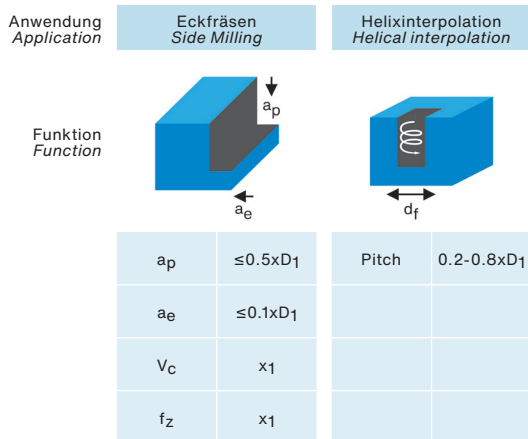 Anwendung Eckfräsen Helixinterpolation
Application Side Milling Helical interpolation
ap
Funktion
Function
ae df
ap ≤0.5xD1 Pitch 0.2-0.8xD1
ae ≤0.1xD1
Vc x1
fz x1